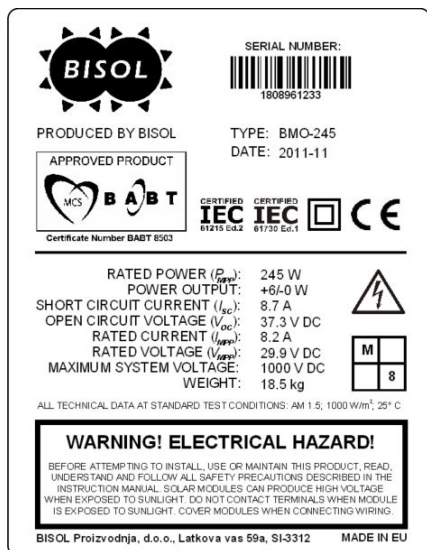 BISOL
SERIAL NUMBER:
1808961233
PRODUCED BY BISOL
TYPE: BMO-245
DATE: 2011-11
APPROVED PRODUCT
MCS
BABT
Certificate Number BABT 8503
CERTIFIED
IEC
61215 Ed.2
CERTIFIED
IEC
61730 Ed.1
CE
RATED POWER (PMPP): 245 W
POWER OUTPUT: +6/-0 W
SHORT CIRCUIT CURRENT (ISC): 8.7 A
OPEN CIRCUIT VOLTAGE (VOC): 37.3 V DC
RATED CURRENT (IMPP): 8.2 A
RATED VOLTAGE (VMPP): 29.9 V DC
MAXIMUM SYSTEM VOLTAGE: 1000 V DC
WEIGHT: 18.5 kg
M
8
ALL TECHNICAL DATA AT STANDARD TEST CONDITIONS: AM 1.5; 1000 W/m²; 25° C
WARNING! ELECTRICAL HAZARD!
BEFORE ATTEMPTING TO INSTALL, USE OR MAINTAIN THIS PRODUCT, READ,
UNDERSTAND AND FOLLOW ALL SAFETY PRECAUTIONS DESCRIBED IN THE
INSTRUCTION MANUAL. SOLAR MODULES CAN PRODUCE HIGH VOLTAGE
WHEN EXPOSED TO SUNLIGHT. DO NOT CONTACT TERMINALS WHEN MODULE
IS EXPOSED TO SUNLIGHT. COVER MODULES WHEN CONNECTING WIRING.
BISOL Proizvodnja, d.o.o., Latkova vas 59a, SI-3312
MADE IN EU